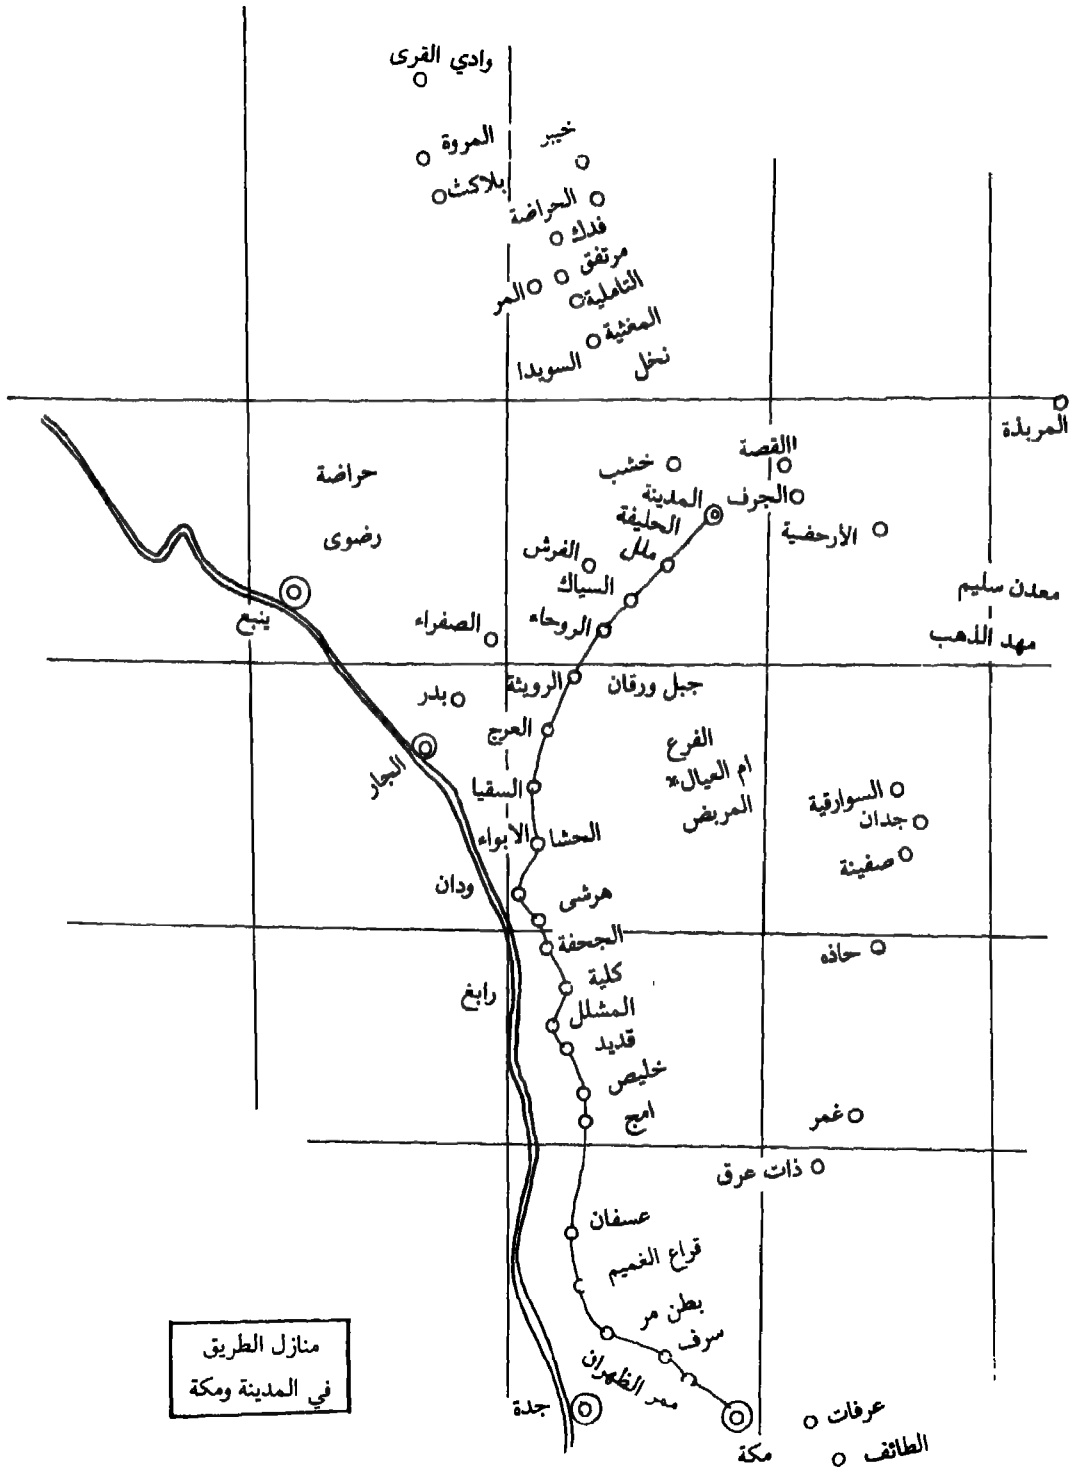 وادي القرى
المروة
خيبر
بلاكث
الحراضة
فدك
مرتفق
المر
التاملية
المغثية
السويدا
نخل
المربذة
القصة
خشب
حراضة
الجرف
المدينة
الحليفة
الأرحضية
ملل
رضوى
الفرش
السياك
معدن سليم
ينبع
الصفراء
الروحاء
مهد الذهب
الرويثة
جبل ورقان
بدر
العرج
الفرع
البحار
ام العيال*
السقيا
المريض
السوارقية
جدان
الابواء
الحشا
صفينة
ودان
هرشى
الجحفة
حاذه
كلية
رابغ
المشلل
قديد
خليص
امج
غمر
ذات عرق
عسفان
قواع الغميم
بطن مر
سرف
مر الظهران
منازل الطريق
في المدينة ومكة
جدة
مكة
عرفات
الطائف